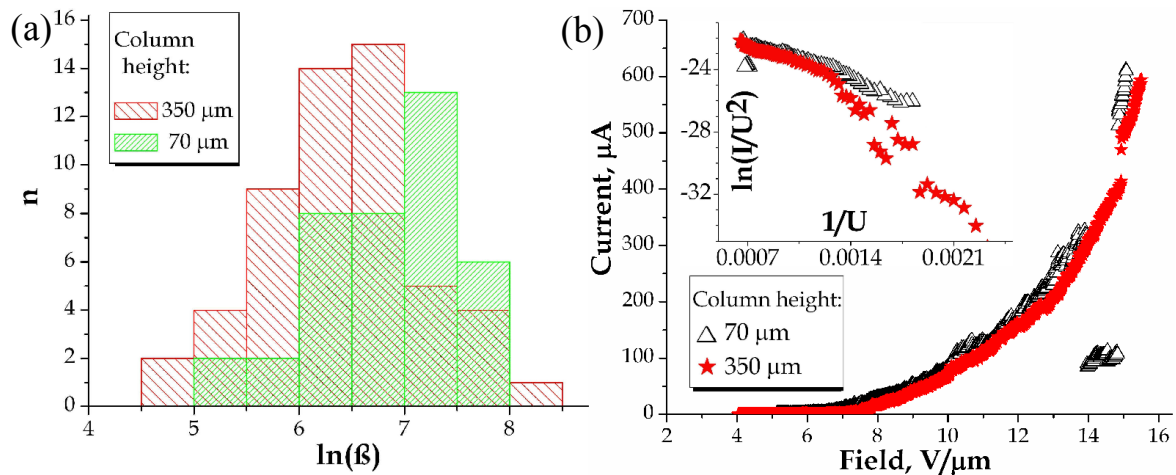 (a)
n
16
14
12
10
8
6
4
2
0
Column
height:
350 μm
70 μm
4
5
6
7
8
ln(ß)
(b)
Current, μA
700
600
500
400
300
200
100
0
ln(I/U²)
-24
-28
-32
1/U
0.0007
0.0014
0.0021
Column height:
70 μm
350 μm
2
4
6
8
10
12
14
16
Field, V/μm